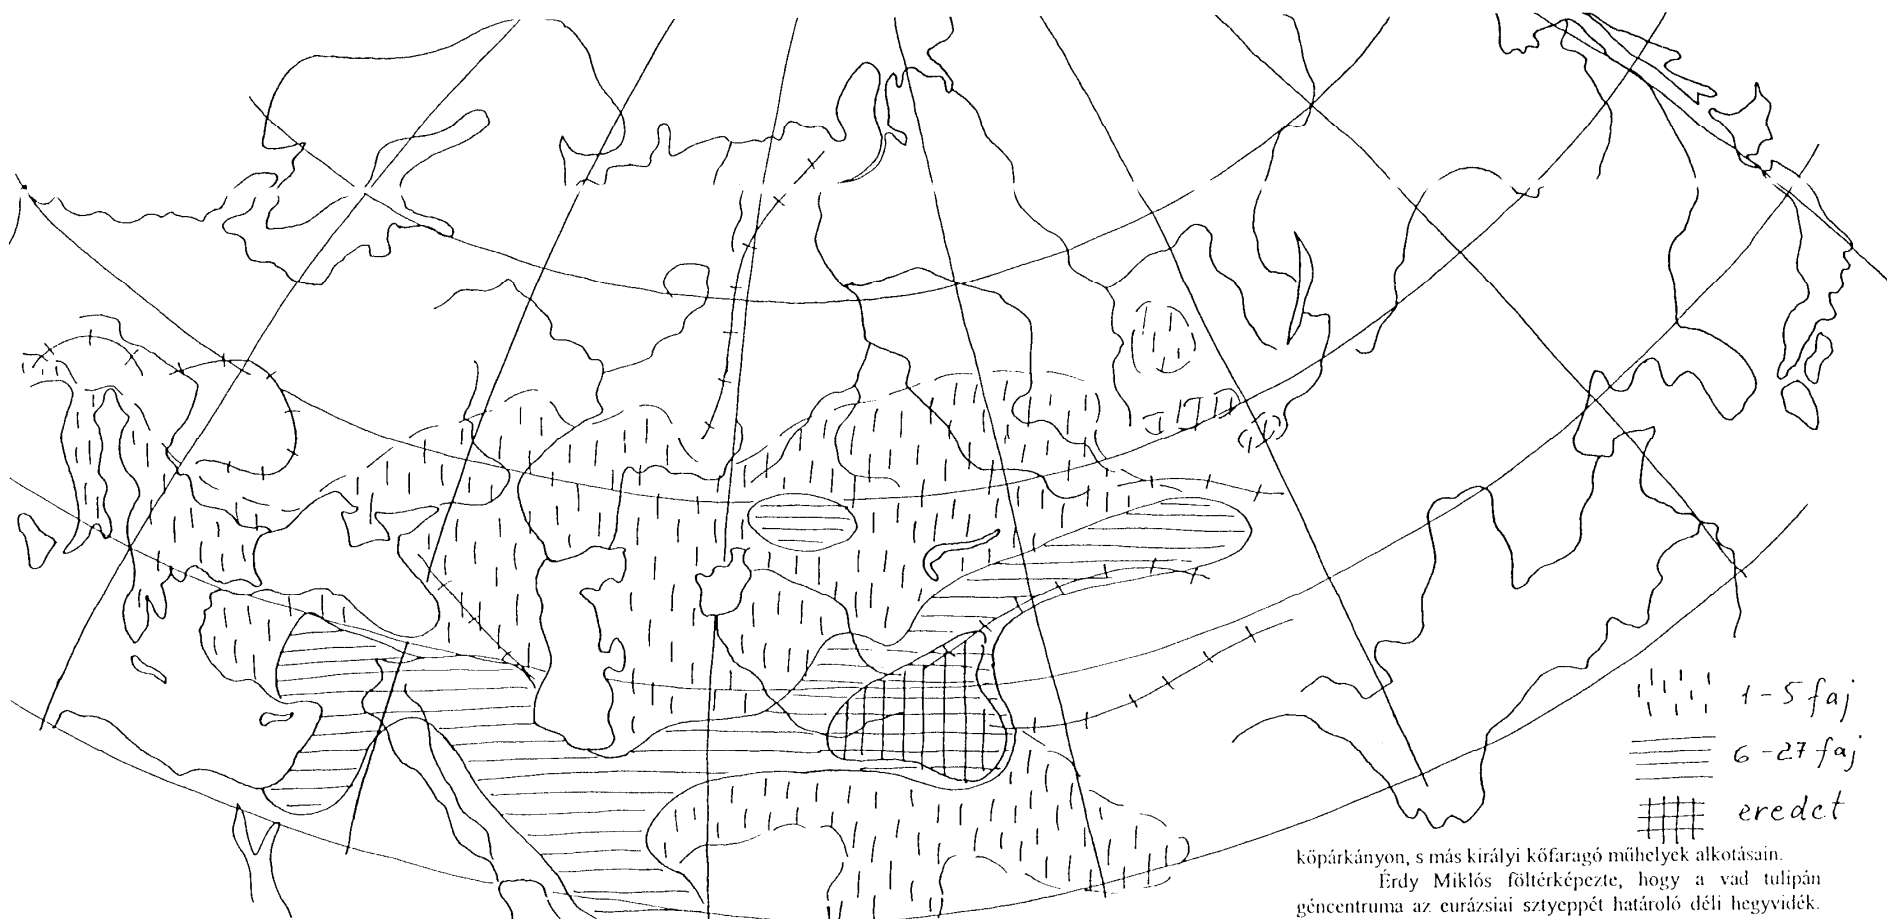 1-5 faj
6-27 faj
eredet
kőpárkányon, s más királyi kőfaragó műhelyek alkotásain.
Érdy Miklós föltérképezte, hogy a vad tulipán
géncentruma az eurázsiai sztyeppét határoló déli hegyvidék.